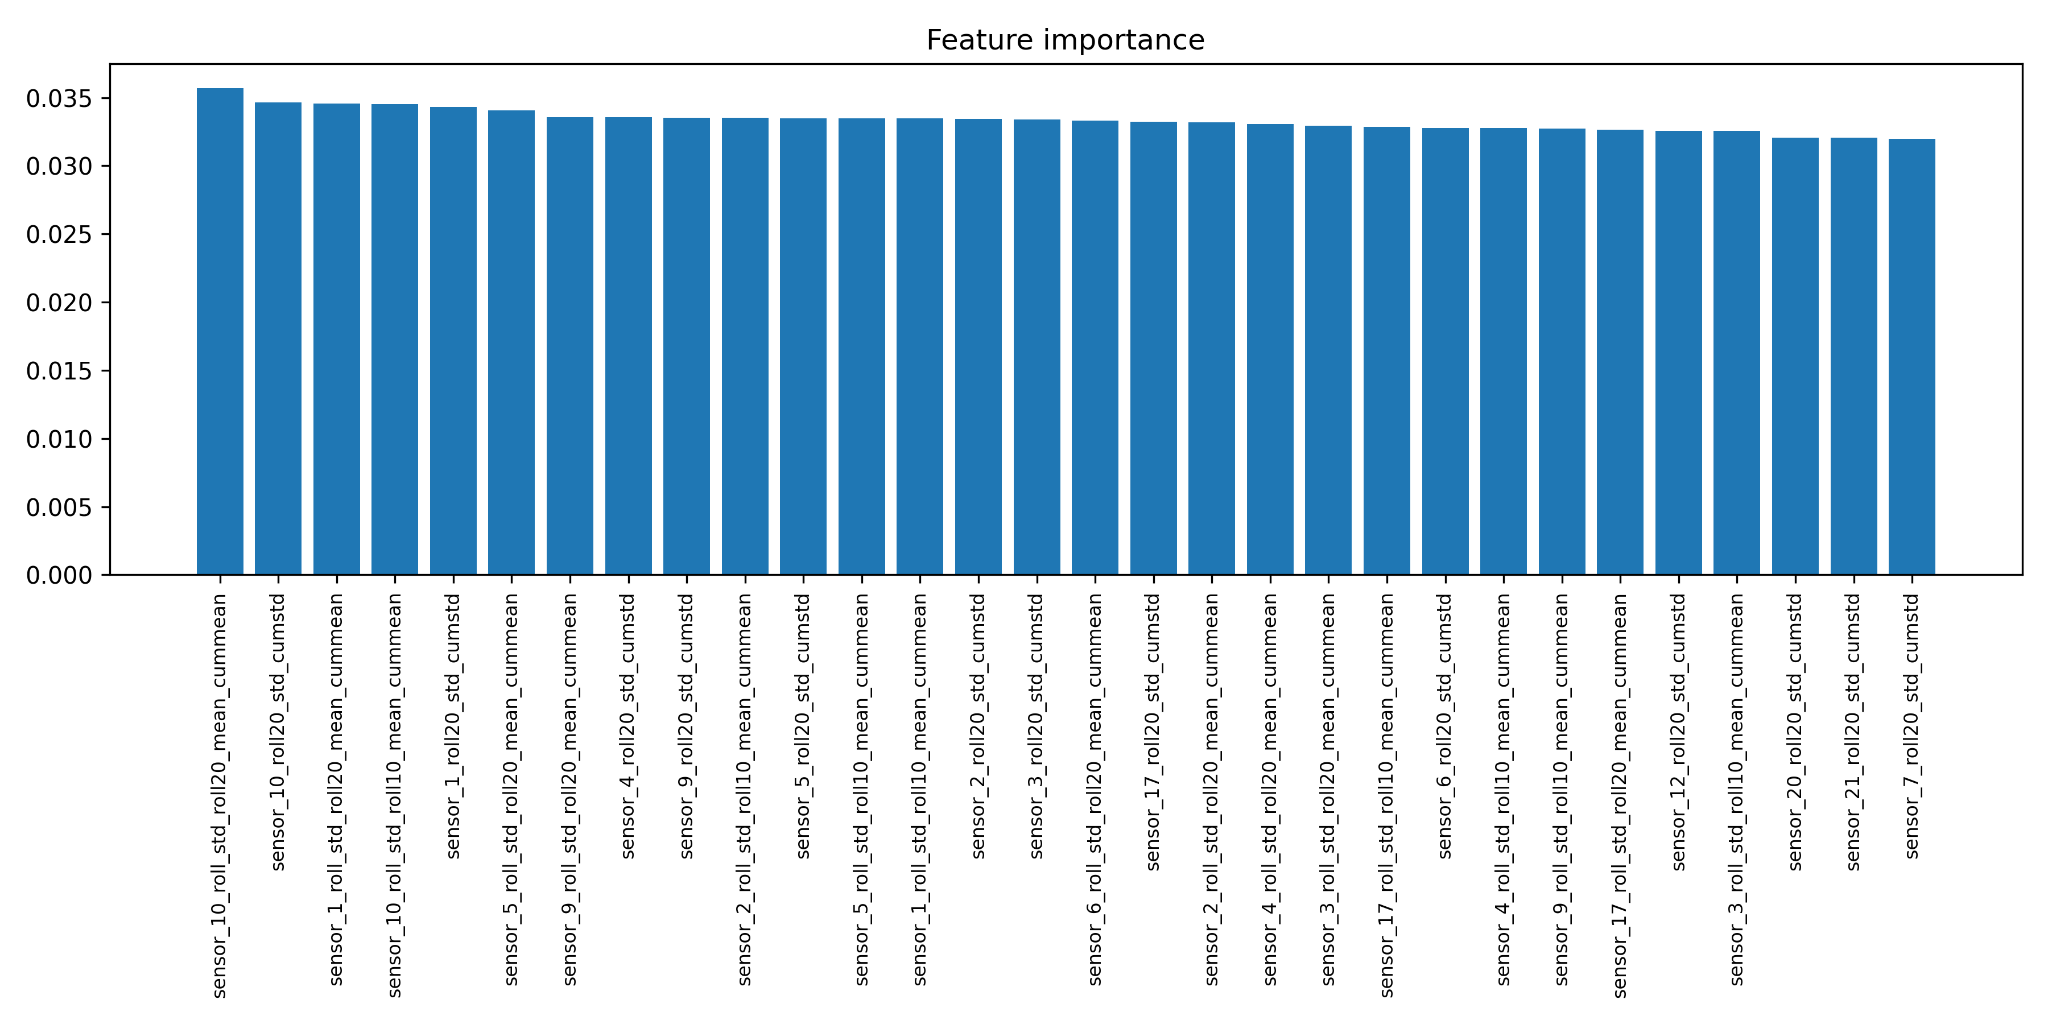 Feature importance
0.035
0.030
0.025
0.020
0.015
0.010
0.005
0.000
sensor_10_roll_std_roll20_mean_cummean
sensor_10_roll20_std_cumstd
sensor_1_roll_std_roll20_mean_cummean
sensor_10_roll_std_roll10_mean_cummean
sensor_1_roll20_std_cumstd
sensor_5_roll_std_roll20_mean_cummean
sensor_9_roll_std_roll20_mean_cummean
sensor_4_roll20_std_cumstd
sensor_9_roll20_std_cumstd
sensor_2_roll_std_roll10_mean_cummean
sensor_5_roll20_std_cumstd
sensor_5_roll_std_roll10_mean_cummean
sensor_1_roll_std_roll10_mean_cummean
sensor_2_roll20_std_cumstd
sensor_3_roll20_std_cumstd
sensor_6_roll_std_roll20_mean_cummean
sensor_17_roll20_std_cumstd
sensor_2_roll_std_roll20_mean_cummean
sensor_4_roll_std_roll20_mean_cummean
sensor_3_roll_std_roll20_mean_cummean
sensor_17_roll_std_roll10_mean_cummean
sensor_6_roll20_std_cumstd
sensor_4_roll_std_roll10_mean_cummean
sensor_9_roll_std_roll10_mean_cummean
sensor_17_roll_std_roll20_mean_cummean
sensor_12_roll20_std_cumstd
sensor_3_roll_std_roll10_mean_cummean
sensor_20_roll20_std_cumstd
sensor_21_roll20_std_cumstd
sensor_7_roll20_std_cumstd